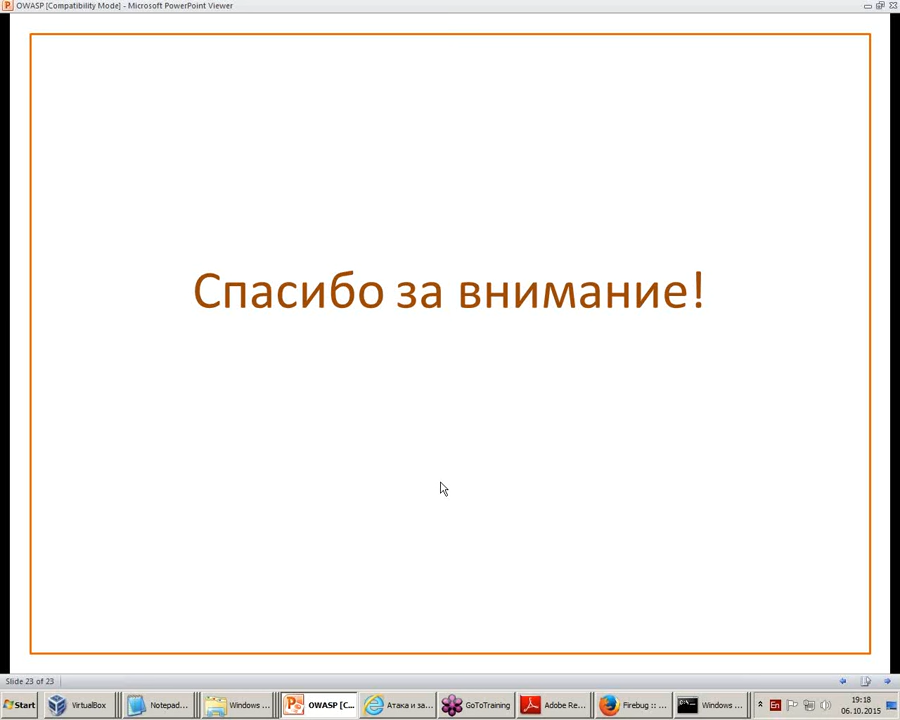 OWASP [Compatibility Mode] - Microsoft PowerPoint Viewer
Спасибо за внимание!
Slide 23 of 23
Start
VirtualBox
Notepad...
Windows ...
OWASP [C...
Атака и за...
GoToTraining
Adobe Re...
Firebug :: ...
Windows ...
En
19:18
06.10.2015